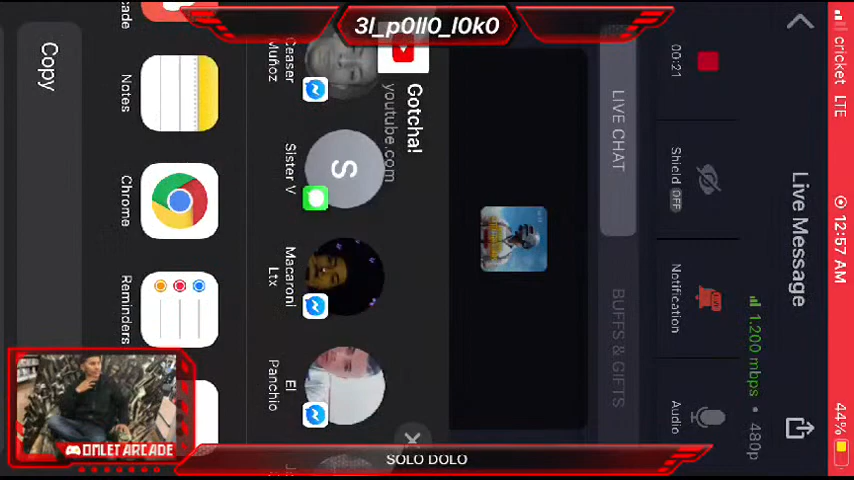 3l_p0ll0_l0k0
cricket LTE
12:57 AM
44%
Live Message
1.200 mbps • 480p
00:21
Shield OFF
Notification
Audio
LIVE CHAT
BUFFS & GIFTS
Gotcha!
youtube.com
Ceaser
Muñoz
S
Sister V
Macaroni
Ltx
El
Panchio
Notes
Chrome
Reminders
Copy
OMLET ARCADE
SOLO DOLO